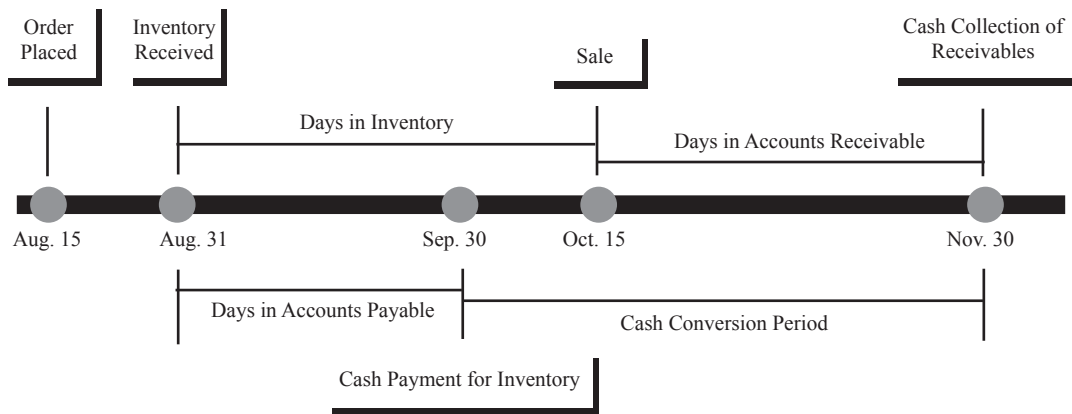 Order
Placed
Inventory
Received
Sale
Cash Collection of
Receivables
Days in Inventory
Days in Accounts Receivable
Aug. 15
Aug. 31
Sep. 30
Oct. 15
Nov. 30
Days in Accounts Payable
Cash Conversion Period
Cash Payment for Inventory